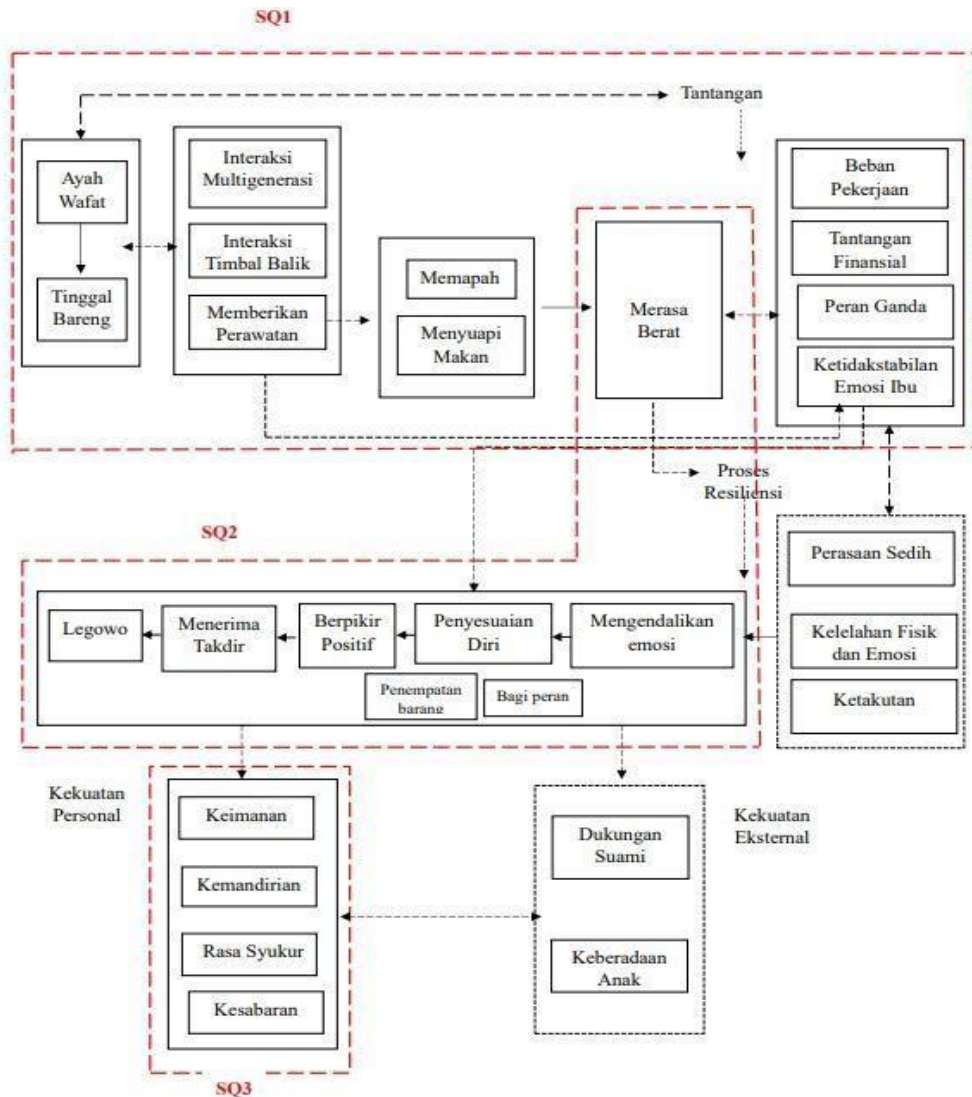 SQ1
Tantangan
Ayah
Wafat
Tinggal
Bareng
Interaksi
Multigenerasi
Interaksi
Timbal Balik
Memberikan
Perawatan
Memapah
Menyuapi
Makan
Merasa
Berat
Beban
Pekerjaan
Tantangan
Finansial
Peran Ganda
Ketidakstabilan
Emosi Ibu
Proses
Resiliensi
SQ2
Legowo
Menerima
Takdir
Berpikir
Positif
Penyesuaian
Diri
Mengendalikan
emosi
Penempatan
barang
Bagi peran
Perasaan Sedih
Kelelahan Fisik
dan Emosi
Ketakutan
Kekuatan
Personal
Keimanan
Kemandirian
Rasa Syukur
Kesabaran
Dukungan
Suami
Keberadaan
Anak
Kekuatan
Eksternal
SQ3